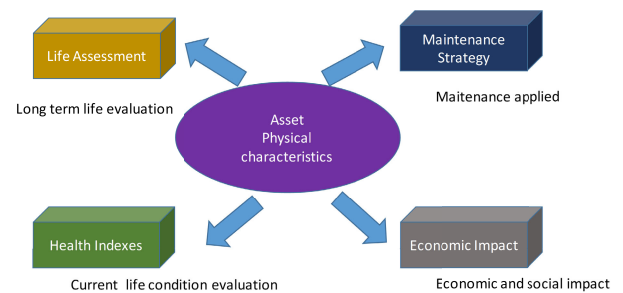 Life Assessment
Maintenance
Strategy
Long term life evaluation
Maitenance applied
Asset
Physical
characteristics
Health Indexes
Economic Impact
Current life condition evaluation
Economic and social impact